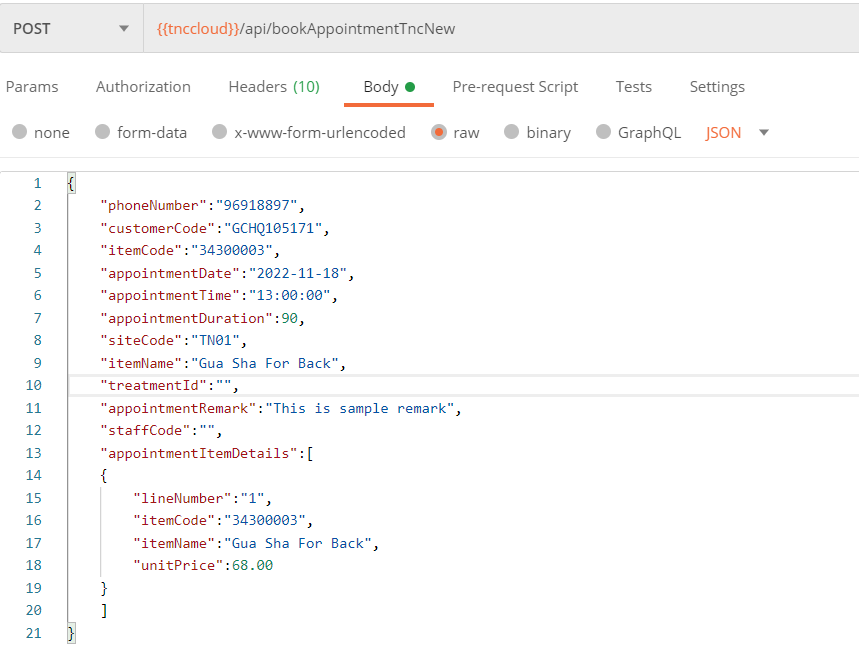 POST {{tnccloud}}/api/bookAppointmentTncNew
Params Authorization Headers (10) Body Pre-request Script Tests Settings
none form-data x-www-form-urlencoded raw binary GraphQL JSON
1 {
2 "phoneNumber":"96918897",
3 "customerCode":"GCHQ105171",
4 "itemCode":"34300003",
5 "appointmentDate":"2022-11-18",
6 "appointmentTime":"13:00:00",
7 "appointmentDuration":90,
8 "siteCode":"TN01",
9 "itemName":"Gua Sha For Back",
10 "treatmentId":"",
11 "appointmentRemark":"This is sample remark",
12 "staffCode":"",
13 "appointmentItemDetails":[
14 {
15 "lineNumber":"1",
16 "itemCode":"34300003",
17 "itemName":"Gua Sha For Back",
18 "unitPrice":68.00
19 }
20 ]
21 }